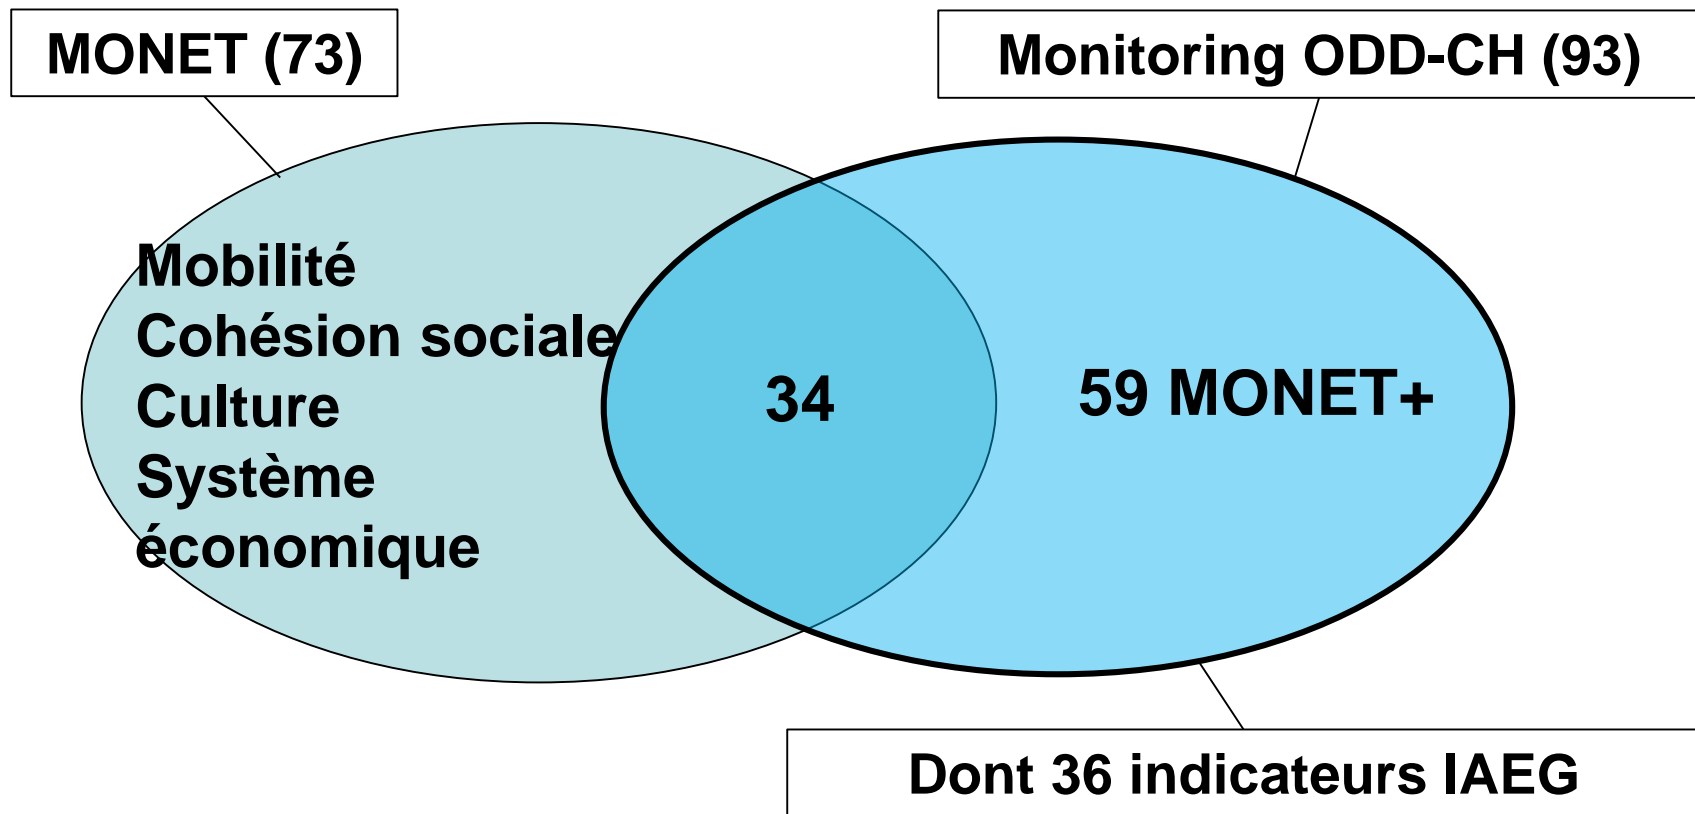 MONET (73)
Monitoring ODD-CH (93)
Mobilité
Cohésion sociale
Culture
Système
économique
34
59 MONET+
Dont 36 indicateurs IAEG